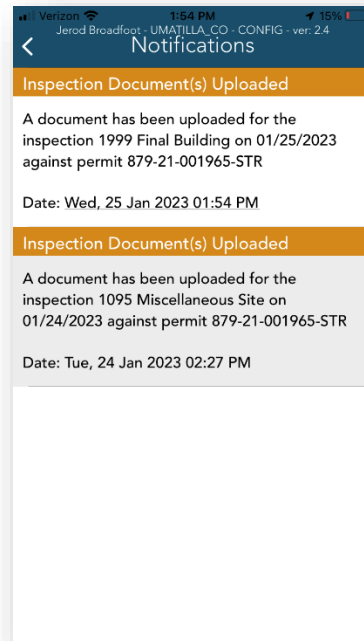 Verizon 1:54 PM 15%
Jerod Broadfoot - UMATILLA_CO - CONFIG - ver: 2.4
Notifications
Inspection Document(s) Uploaded
A document has been uploaded for the
inspection 1999 Final Building on 01/25/2023
against permit 879-21-001965-STR
Date: Wed, 25 Jan 2023 01:54 PM
Inspection Document(s) Uploaded
A document has been uploaded for the
inspection 1095 Miscellaneous Site on
01/24/2023 against permit 879-21-001965-STR
Date: Tue, 24 Jan 2023 02:27 PM